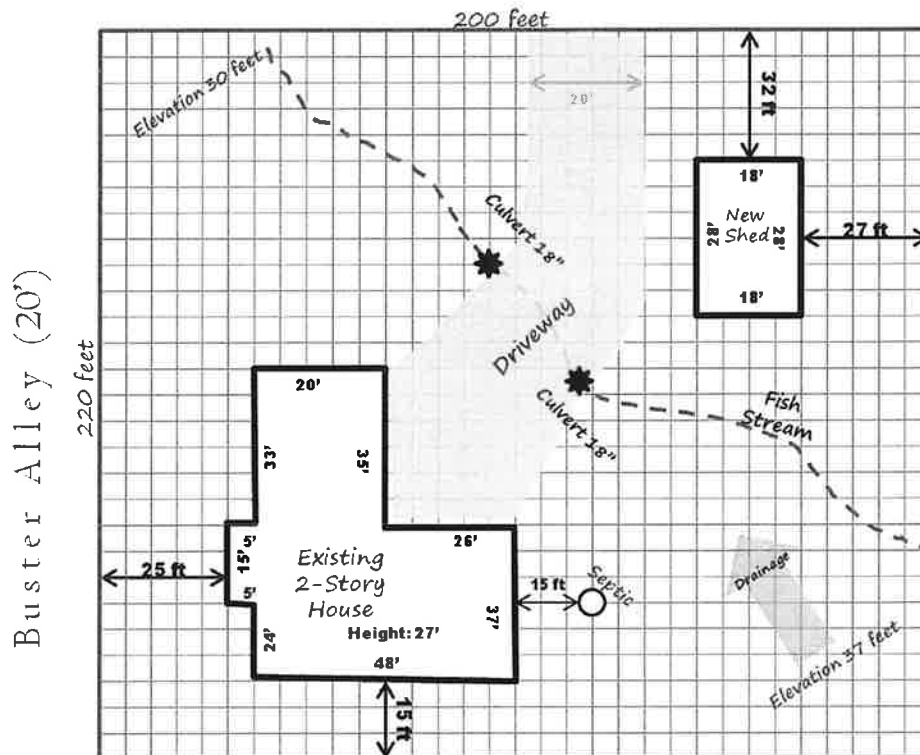 200 feet
Elevation 30 feet
20'
32 ft
Culvert 18"
18'
New
Shed
28'
28'
27 ft
18'
Driveway
Buster Alley (20')
220 feet
20'
Culvert 18"
Fish
Stream
33'
35'
5'
26'
15'
25 ft
Existing
2-Story
House
15 ft
Septic
Drainage
5'
24'
Height: 27'
37'
48'
Elevation 37 feet
15 ft